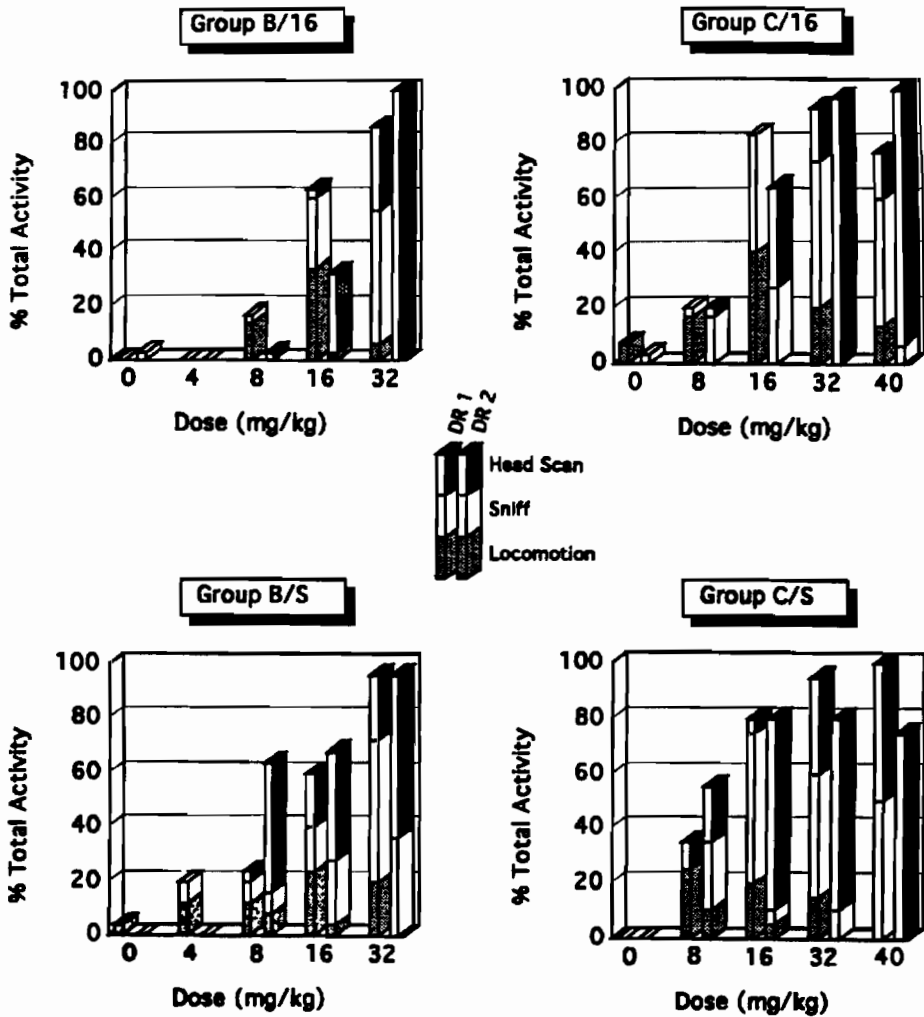 Group B/16
% Total Activity
100
80
60
40
20
0
0 4 8 16 32
Dose (mg/kg)
Group C/16
% Total Activity
100
80
60
40
20
0
0 8 16 32 40
Dose (mg/kg)
DR 1
DR 2
Head Scan
Sniff
Locomotion
Group B/S
% Total Activity
100
80
60
40
20
0
0 4 8 16 32
Dose (mg/kg)
Group C/S
% Total Activity
100
80
60
40
20
0
0 8 16 32 40
Dose (mg/kg)